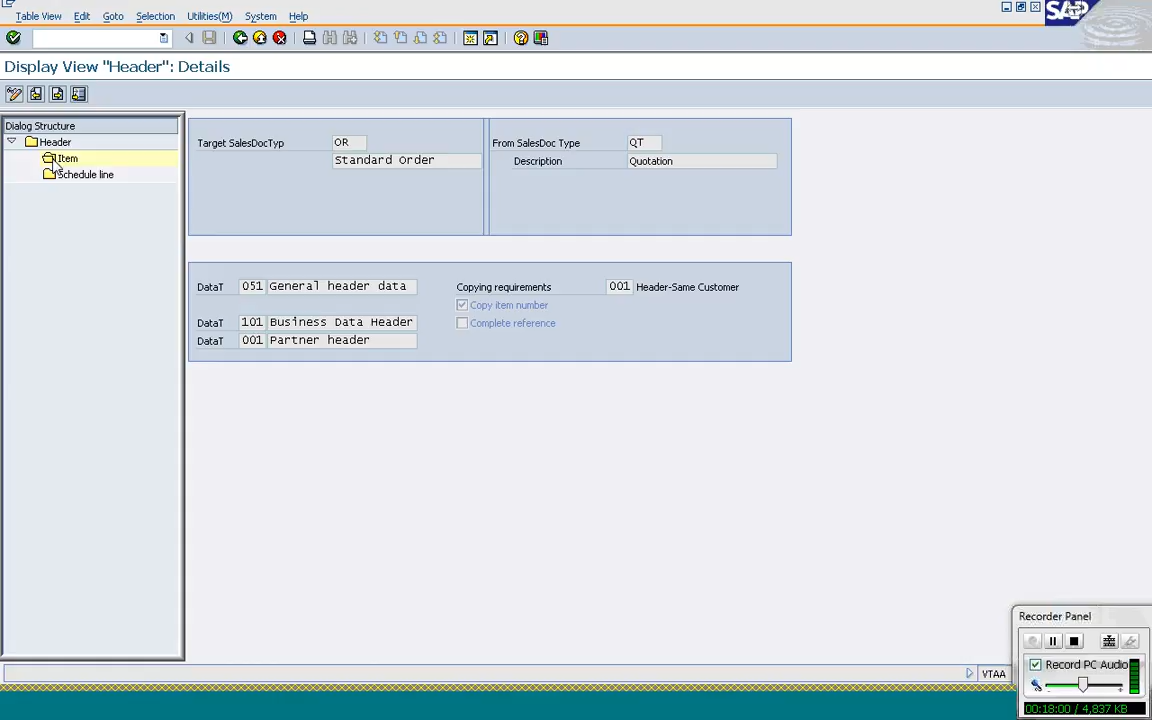 Table View Edit Goto Selection Utilities(M) System Help
SAP
Display View "Header": Details
Dialog Structure
Header
Item
Schedule line
Target SalesDocTyp OR
Standard Order
From SalesDoc Type QT
Description Quotation
DataT 051 General header data
Copying requirements 001 Header-Same Customer
Copy item number
DataT 101 Business Data Header
Complete reference
DataT 001 Partner header
VTAA
Recorder Panel
Record PC Audio
00:18:00 / 4,837 KB